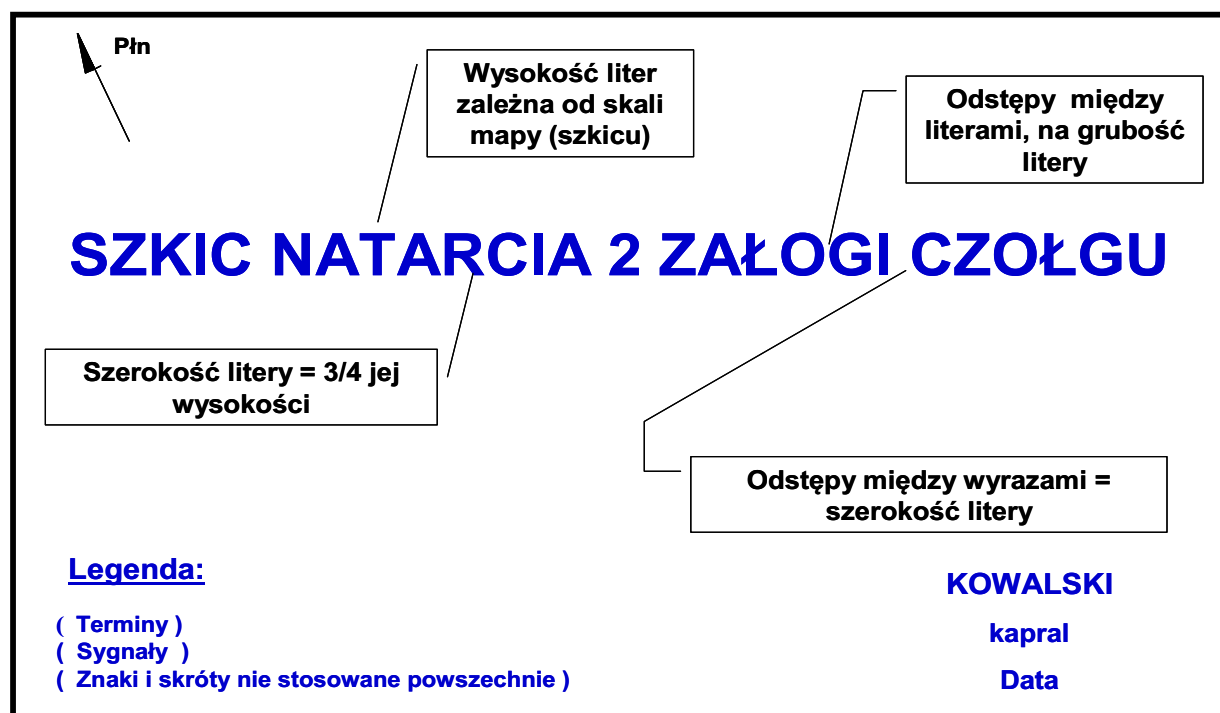 Płn
Wysokość liter
zależna od skali
mapy (szkicu)
Odstępy między
literami, na grubość
litery
SZKIC NATARCIA 2 ZAŁOGI CZOŁGU
Szerokość litery = 3/4 jej
wysokości
Odstępy między wyrazami =
szerokość litery
Legenda:
( Terminy )
( Sygnały )
( Znaki i skróty nie stosowane powszechnie )
KOWALSKI
kapral
Data